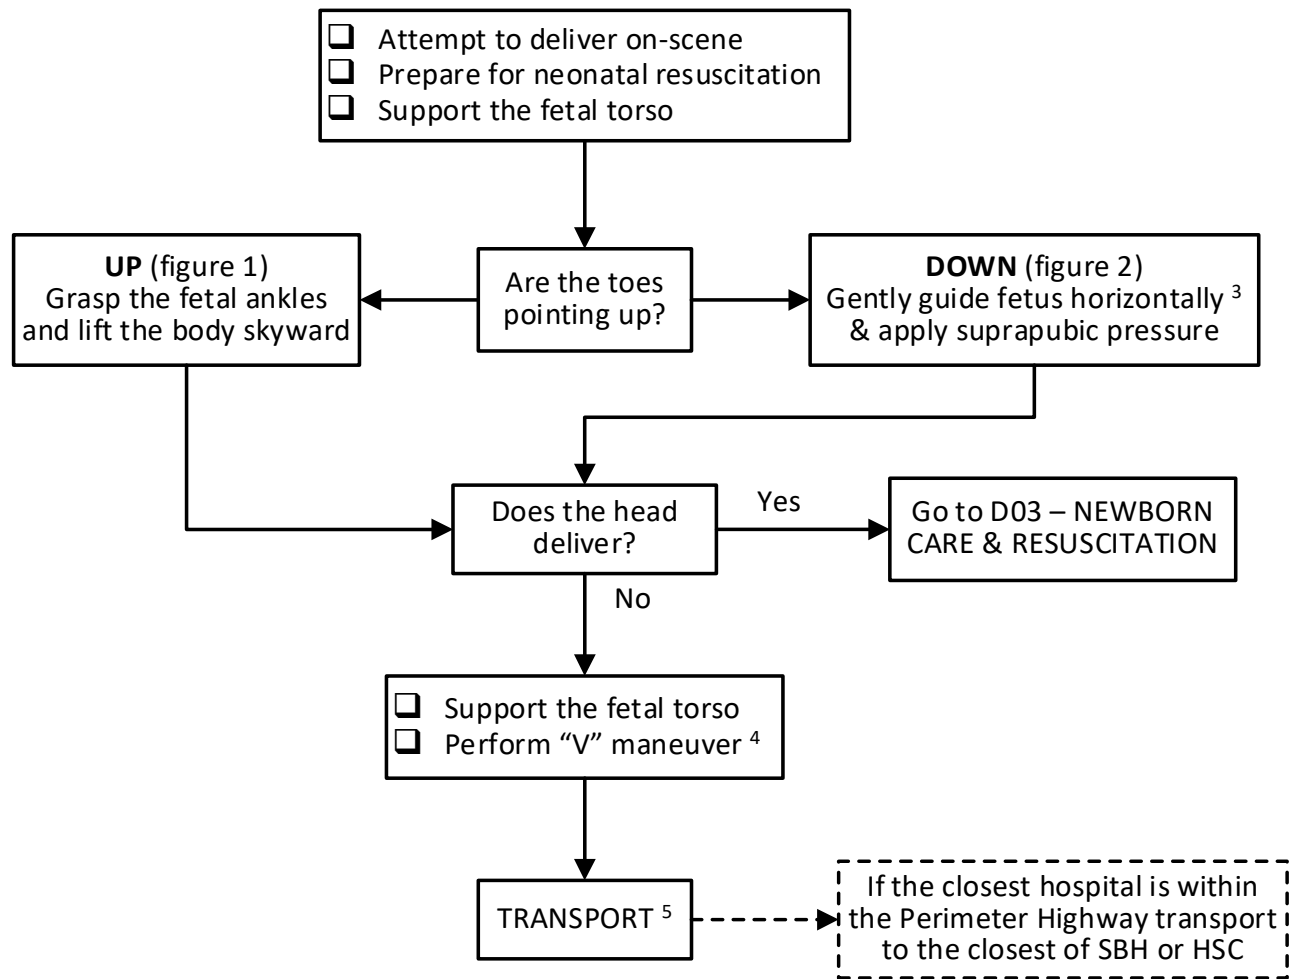 Attempt to deliver on-scene
Prepare for neonatal resuscitation
Support the fetal torso
UP (figure 1)
Grasp the fetal ankles
and lift the body skyward
Are the toes
pointing up?
DOWN (figure 2)
Gently guide fetus horizontally 3
& apply suprapubic pressure
Does the head
deliver?
Yes
Go to D03 – NEWBORN
CARE & RESUSCITATION
No
Support the fetal torso
Perform “V” maneuver 4
TRANSPORT 5
If the closest hospital is within
the Perimeter Highway transport
to the closest of SBH or HSC